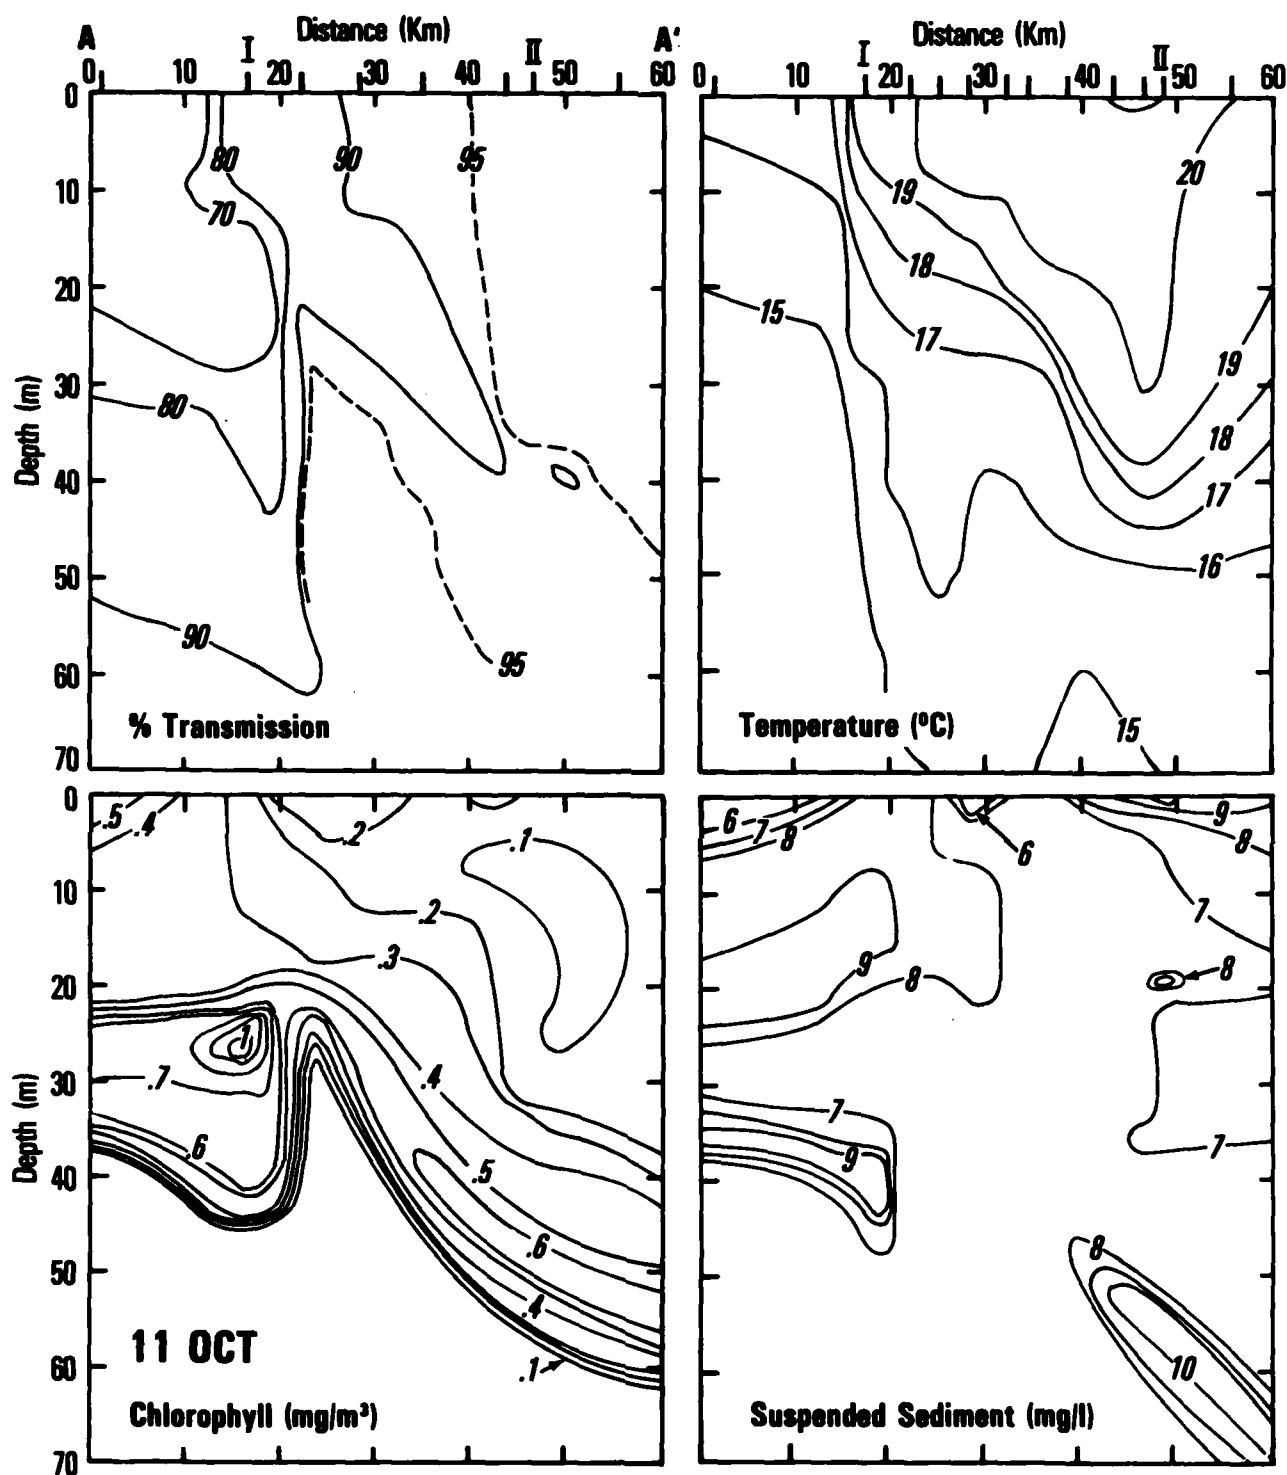 A Distance (Km) A'
I II
0 10 20 30 40 50 60
Distance (Km)
I II
0 10 20 30 40 50 60
0
10
20
30
40
50
60
70
Depth (m)
80 90 95
70
80
90
95
% Transmission
20
19
18
15
17
19
18
17
16
15
Temperature (ºC)
0
10
20
30
40
50
60
70
Depth (m)
.5 .4 .2 .1
.2
.3
1
.7 .4
.6 .5
.6
.4
.1
11 OCT
Chlorophyll (mg/m³)
6 7 8 6 9 8
7
9 8 8
7
9 7
8
10
Suspended Sediment (mg/l)